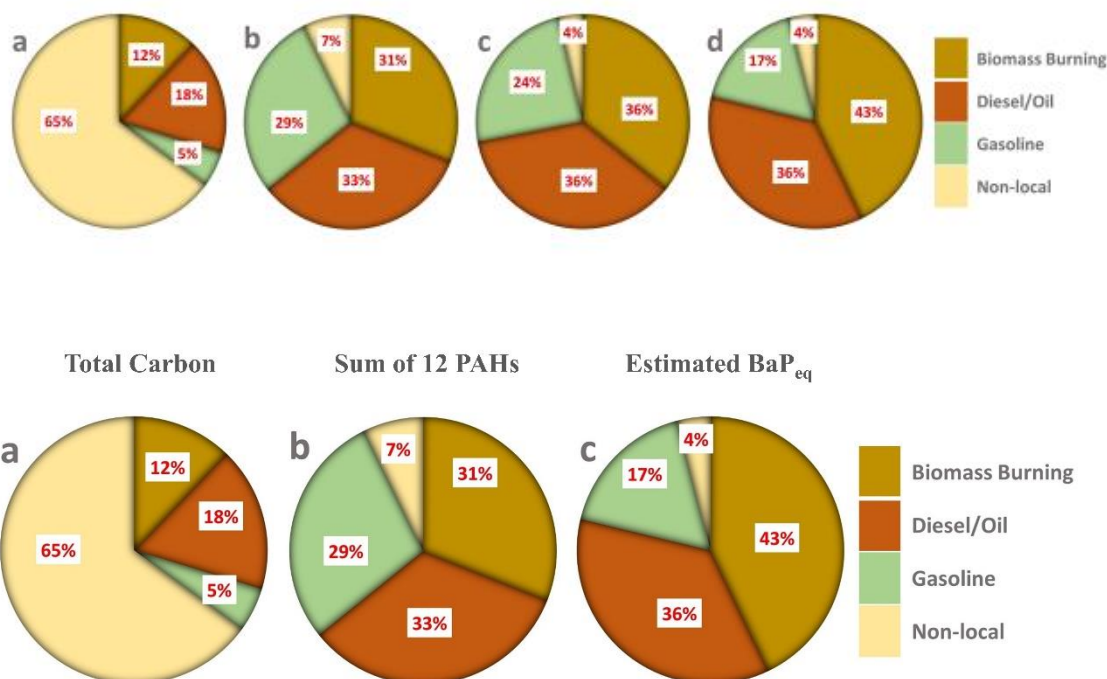 a
12%
18%
5%
65%
b
7%
31%
29%
33%
c
4%
24%
36%
36%
d
4%
17%
43%
36%
Biomass Burning
Diesel/Oil
Gasoline
Non-local
Total Carbon
Sum of 12 PAHs
Estimated BaPeq
a
12%
18%
5%
65%
b
7%
31%
29%
33%
c
4%
17%
43%
36%
Biomass Burning
Diesel/Oil
Gasoline
Non-local